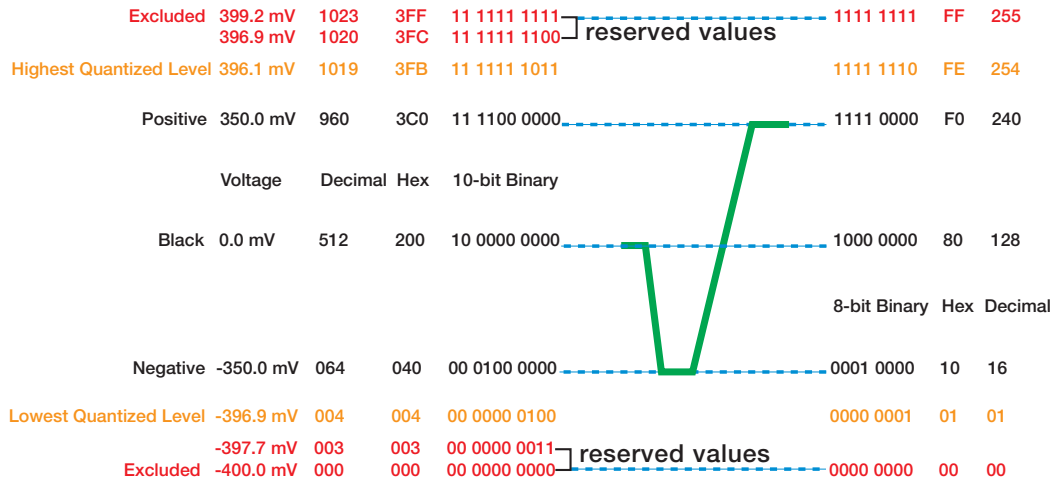 Excluded 399.2 mV 1023 3FF 11 1111 1111 1111 1111 FF 255
396.9 mV 1020 3FC 11 1111 1100 reserved values
Highest Quantized Level 396.1 mV 1019 3FB 11 1111 1011 1111 1110 FE 254
Positive 350.0 mV 960 3C0 11 1100 0000 1111 0000 F0 240
Voltage Decimal Hex 10-bit Binary
Black 0.0 mV 512 200 10 0000 0000 1000 0000 80 128
8-bit Binary Hex Decimal
Negative -350.0 mV 064 040 00 0100 0000 0001 0000 10 16
Lowest Quantized Level -396.9 mV 004 004 00 0000 0100 0000 0001 01 01
-397.7 mV 003 003 00 0000 0011 reserved values
Excluded -400.0 mV 000 000 00 0000 0000 0000 0000 00 00